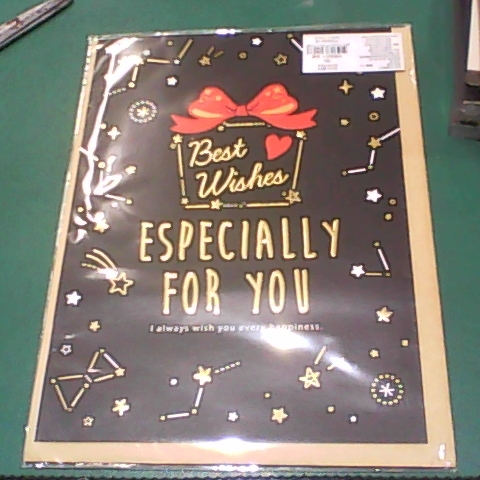 Best
Wishes
ESPECIALLY
FOR YOU
I always wish you every happiness.